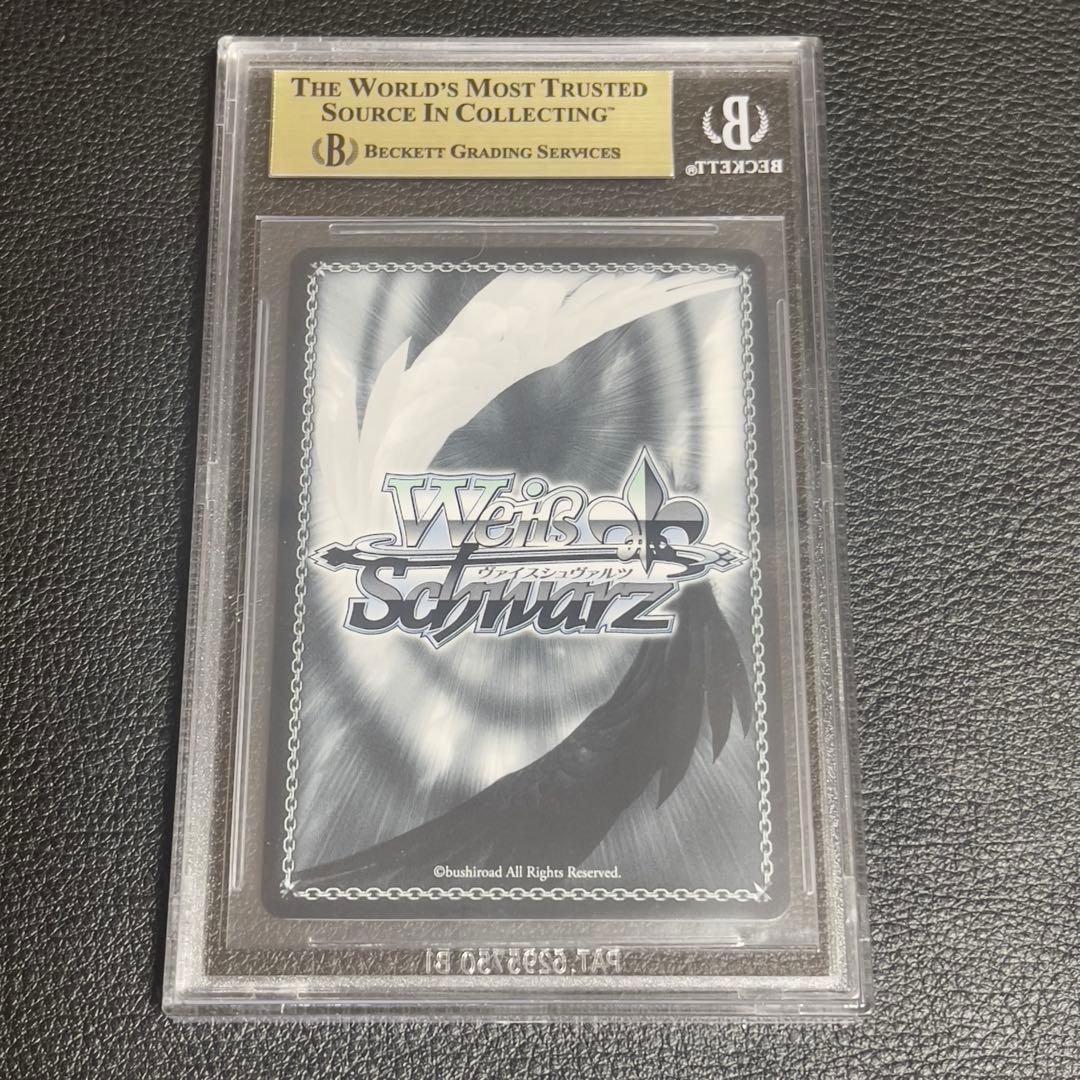 THE WORLD'S MOST TRUSTED
SOURCE IN COLLECTING™
B BECKETT GRADING SERVICES
B
BECKETT®
Weiß
ヴァイスシュヴァルツ
Schwarz
©bushiroad All Rights Reserved.
PAT. 6295750 B1